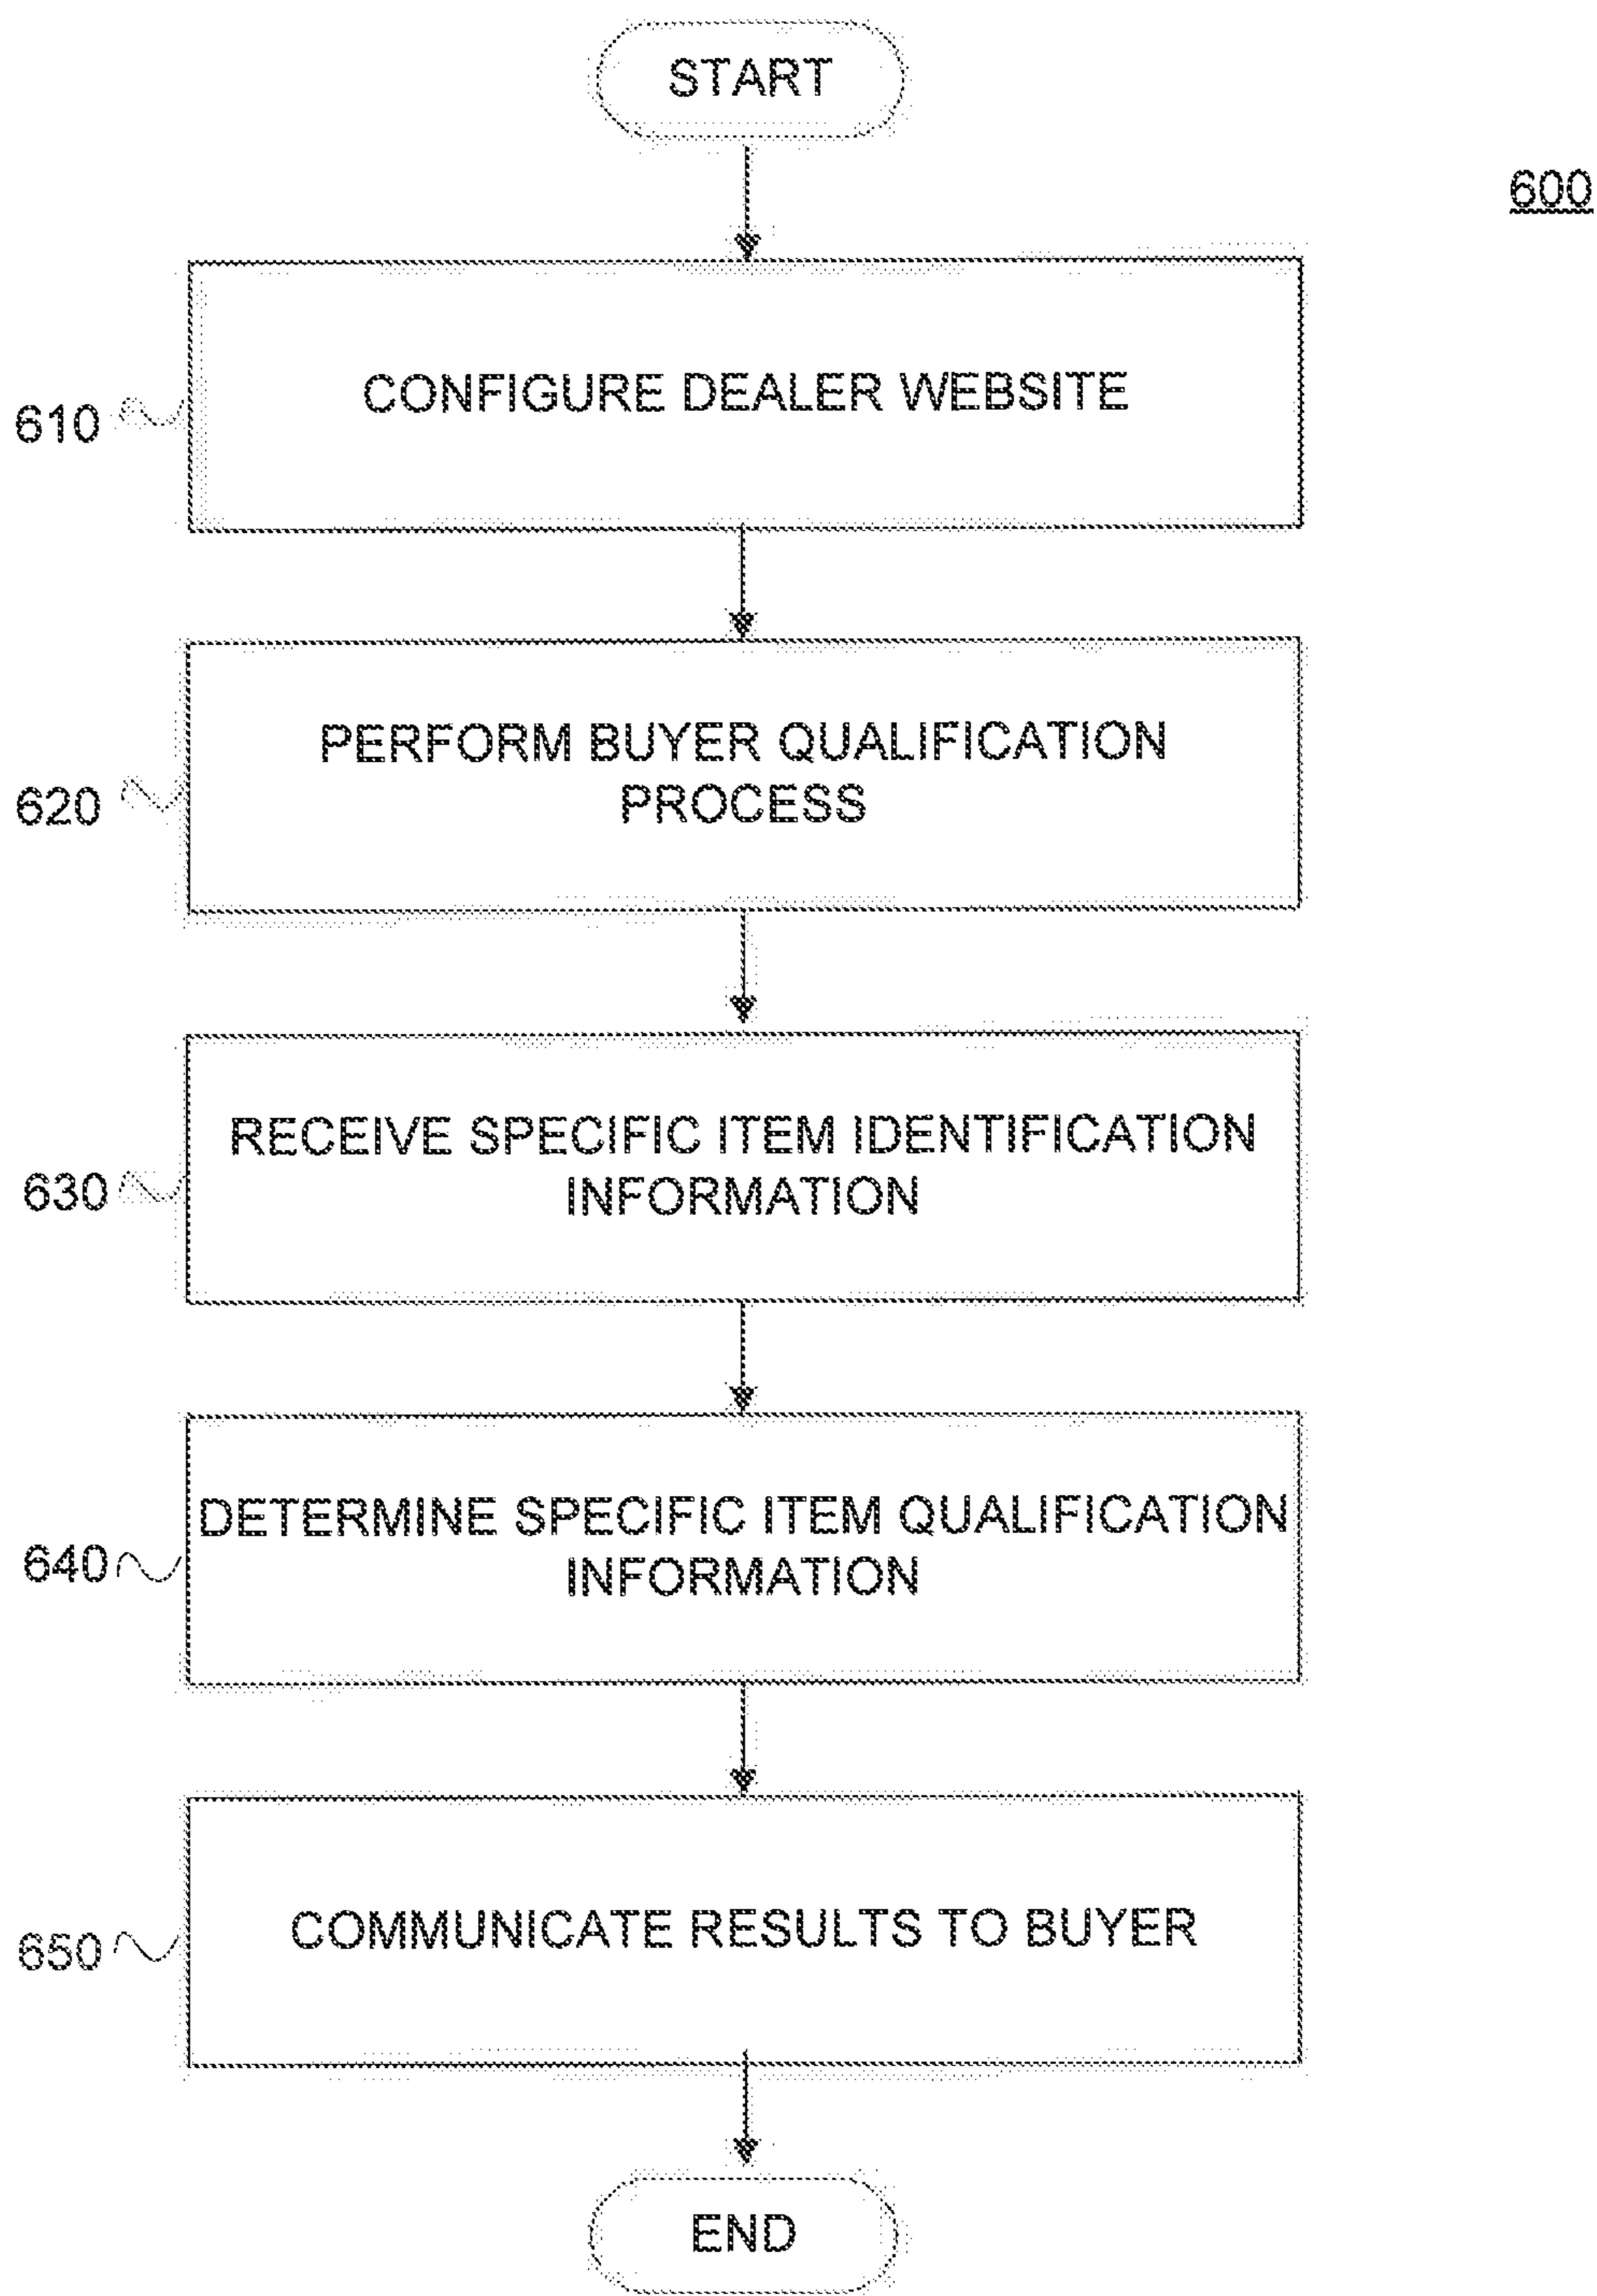 START
600
CONFIGURE DEALER WEBSITE
610
PERFORM BUYER QUALIFICATION
PROCESS
620
RECEIVE SPECIFIC ITEM IDENTIFICATION
INFORMATION
630
DETERMINE SPECIFIC ITEM QUALIFICATION
INFORMATION
640
COMMUNICATE RESULTS TO BUYER
650
END